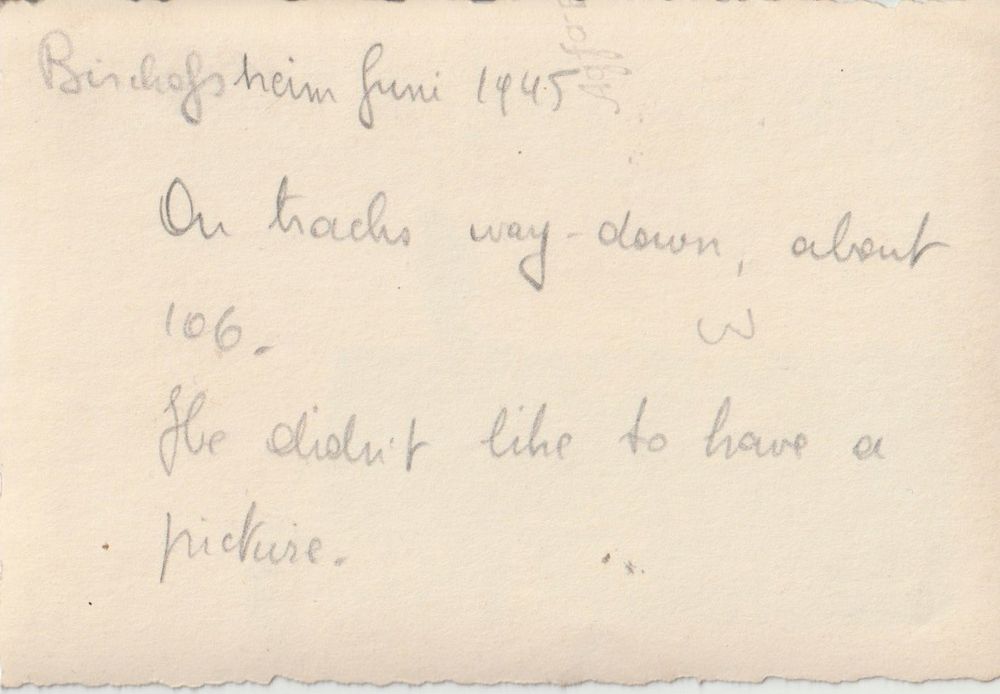 Bischofsheim Juni 1945
On tracks way-down, about
106.
He didn't like to have a
picture.